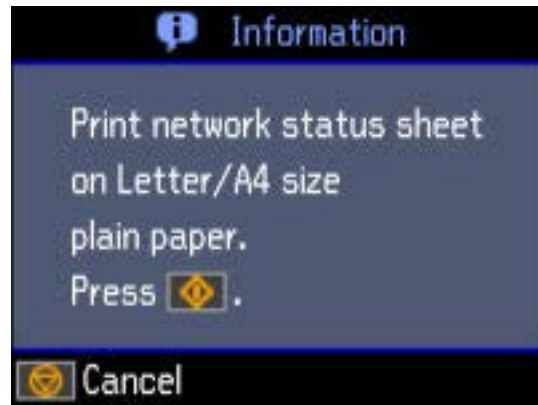 Information
Print network status sheet
on Letter/A4 size
plain paper.
Press .
Cancel